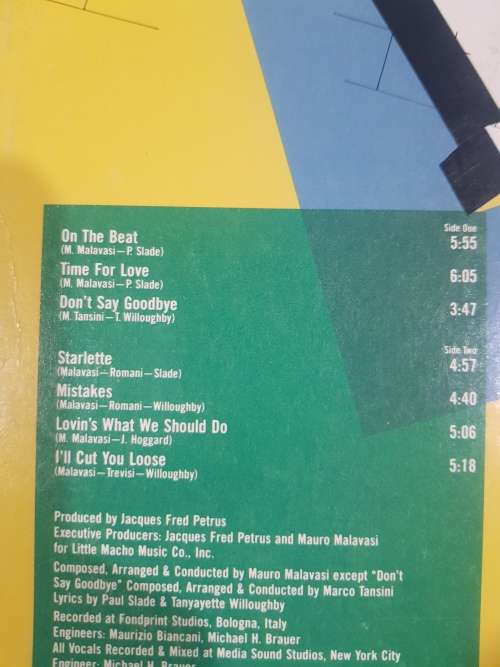 Side One
On The Beat 5:55
(M. Malavasi—P. Slade)
Time For Love 6:05
(M. Malavasi—P. Slade)
Don't Say Goodbye 3:47
(M. Tansini—T. Willoughby)
Side Two
Starlette 4:57
(Malavasi—Romani—Slade)
Mistakes 4:40
(Malavasi—Romani—Willoughby)
Lovin's What We Should Do 5:06
(M. Malavasi—J. Hoggard)
I'll Cut You Loose 5:18
(Malavasi—Trevisi—Willoughby)
Produced by Jacques Fred Petrus
Executive Producers: Jacques Fred Petrus and Mauro Malavasi
for Little Macho Music Co., Inc.
Composed, Arranged & Conducted by Mauro Malavasi except "Don't
Say Goodbye" Composed, Arranged & Conducted by Marco Tansini
Lyrics by Paul Slade & Tanyayette Willoughby
Recorded at Fondprint Studios, Bologna, Italy
Engineers: Maurizio Biancani, Michael H. Brauer
All Vocals Recorded & Mixed at Media Sound Studios, New York City
Engineer: Michael H. Brauer